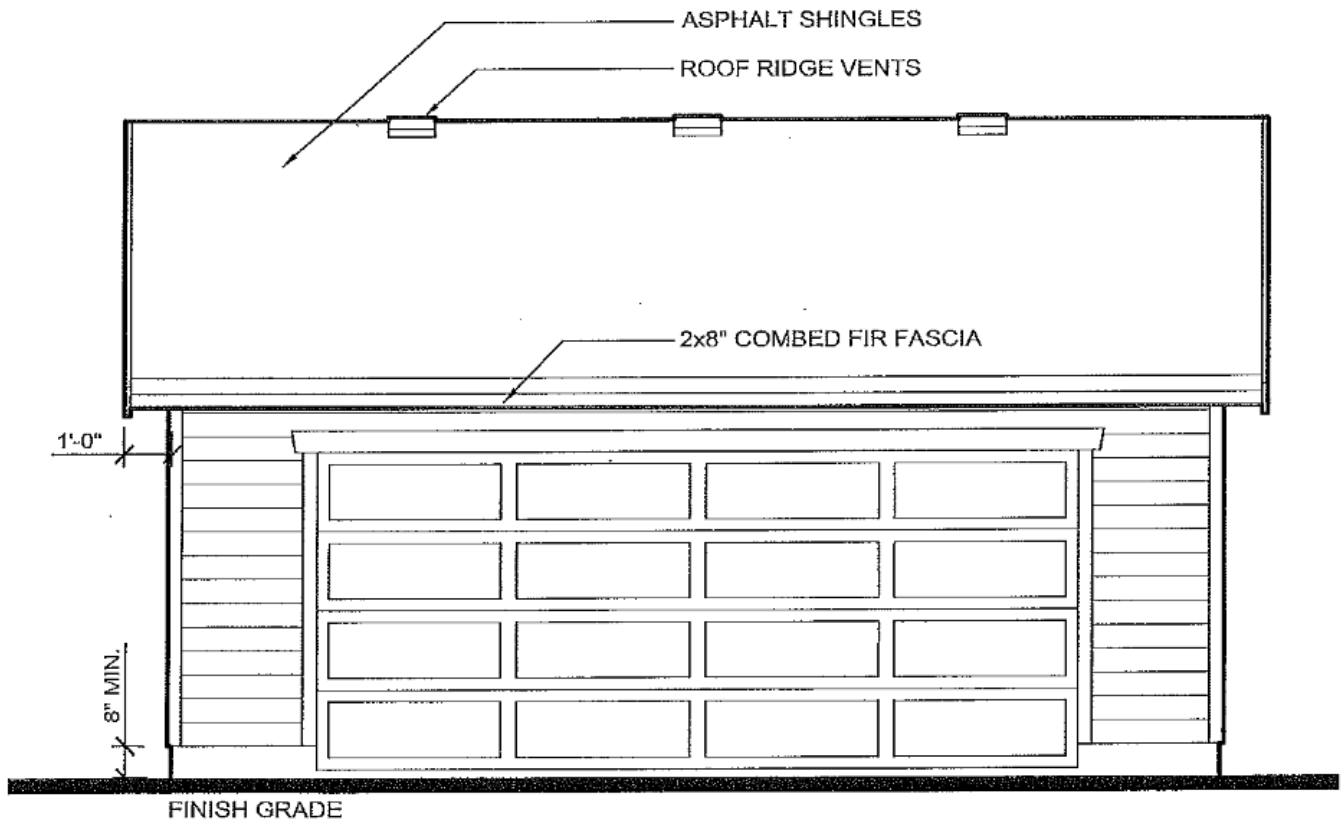 ASPHALT SHINGLES
ROOF RIDGE VENTS
2x8" COMBED FIR FASCIA
1'-0"
8" MIN.
FINISH GRADE